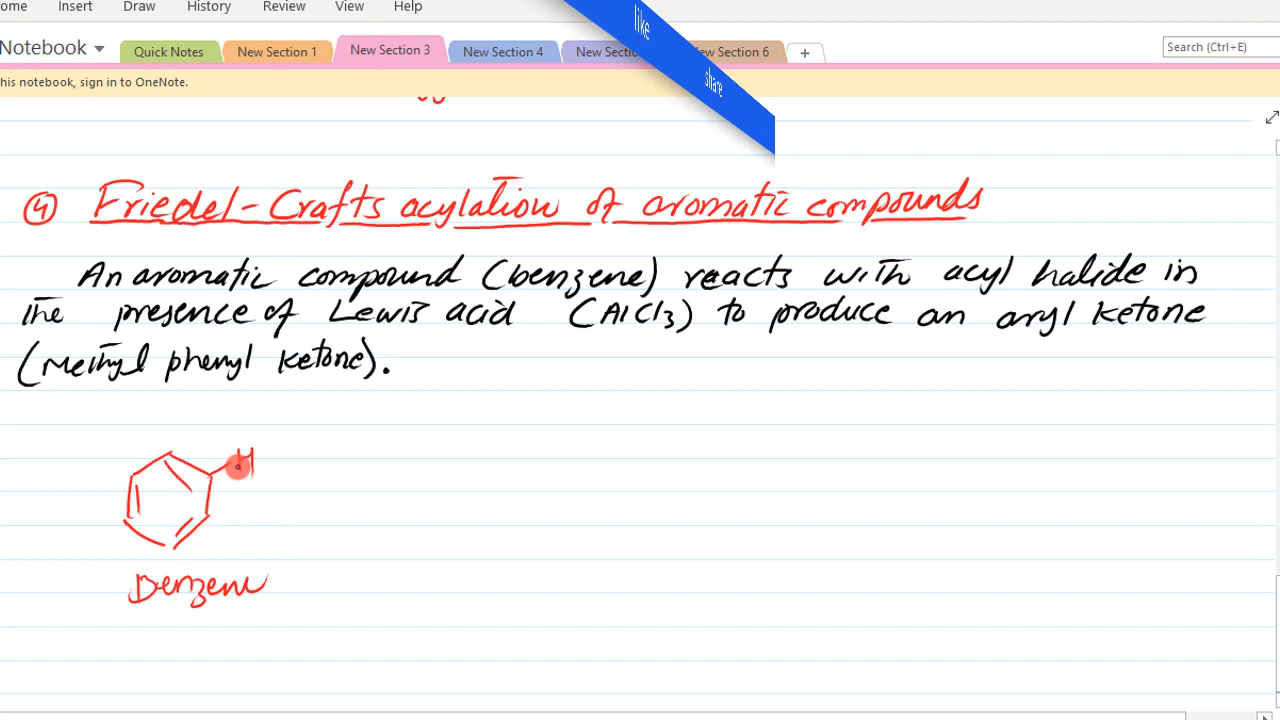 ome Insert Draw History Review View Help
Notebook Quick Notes New Section 1 New Section 3 New Section 4 New Sectio ew Section 6 + Search (Ctrl+E)
like
share
his notebook, sign in to OneNote.
④ Friedel-Crafts acylation of aromatic compounds
An aromatic compound (benzene) reacts with acyl halide in
the presence of Lewis acid (AlCl3) to produce an aryl ketone
(Methyl phenyl ketone).
H
Benzene